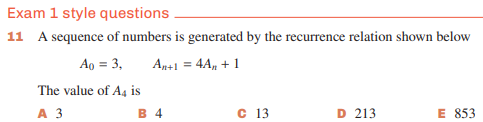 Exam 1 style questions
11 A sequence of numbers is generated by the recurrence relation shown below
A₀ = 3, Aₙ₊₁ = 4Aₙ + 1
The value of A₄ is
A 3 B 4 C 13 D 213 E 853